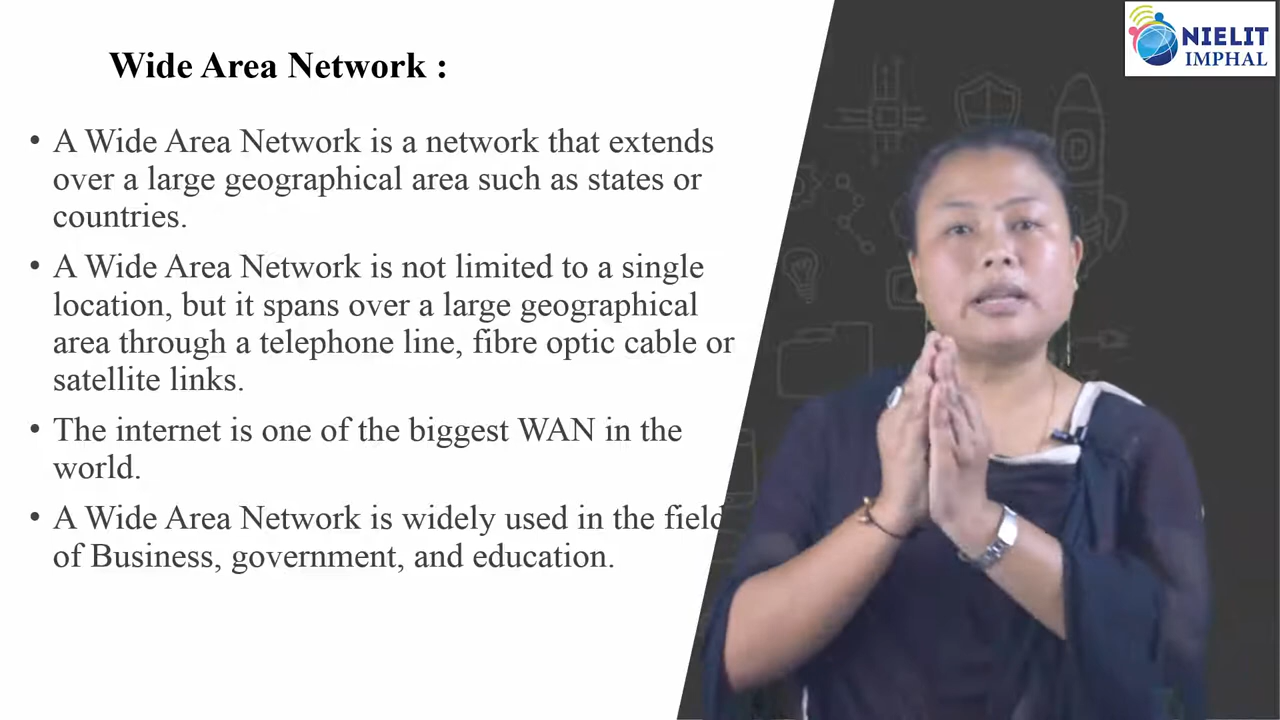 Wide Area Network :
• A Wide Area Network is a network that extends
over a large geographical area such as states or
countries.
• A Wide Area Network is not limited to a single
location, but it spans over a large geographical
area through a telephone line, fibre optic cable or
satellite links.
• The internet is one of the biggest WAN in the
world.
• A Wide Area Network is widely used in the field
of Business, government, and education.
NIELIT
IMPHAL